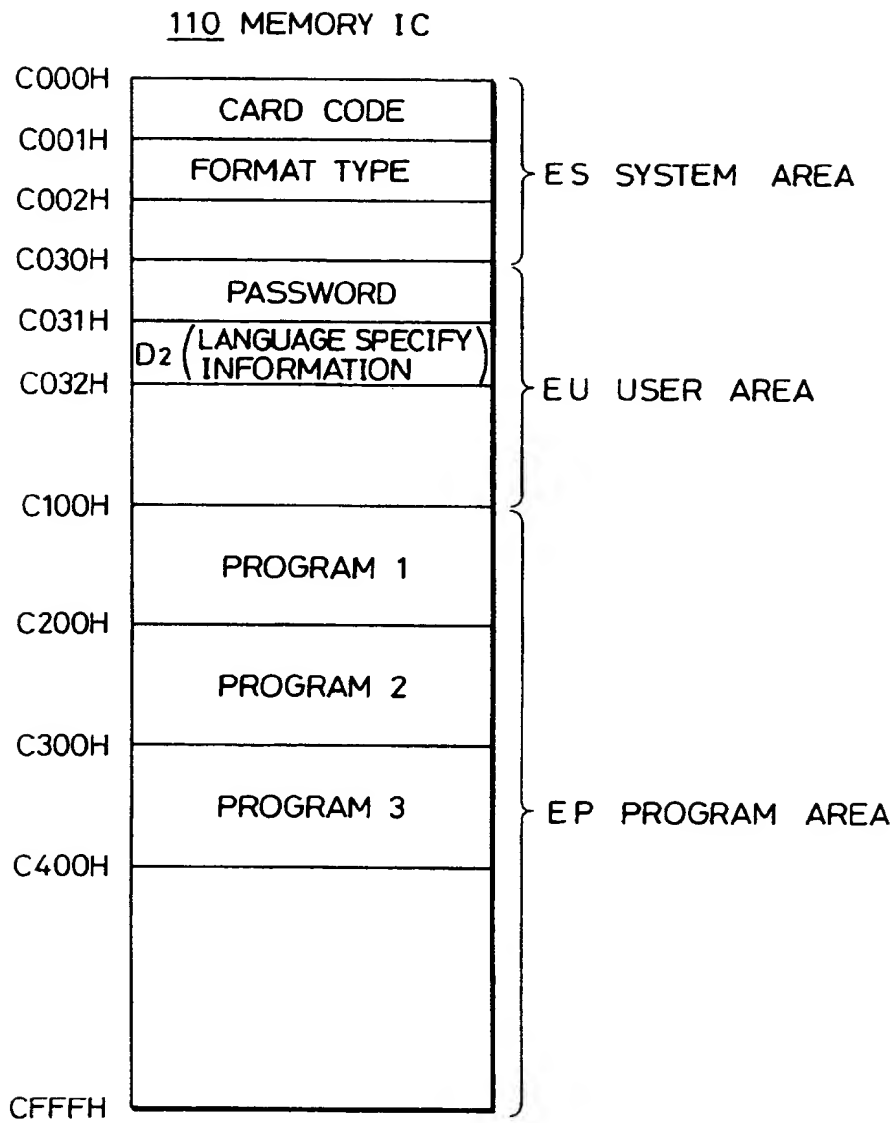 110 MEMORY IC
C000H
CARD CODE
C001H
FORMAT TYPE
ES SYSTEM AREA
C002H
C030H
PASSWORD
C031H
D2 (LANGUAGE SPECIFY
INFORMATION)
C032H
EU USER AREA
C100H
PROGRAM 1
C200H
PROGRAM 2
C300H
PROGRAM 3
EP PROGRAM AREA
C400H
CFFFH